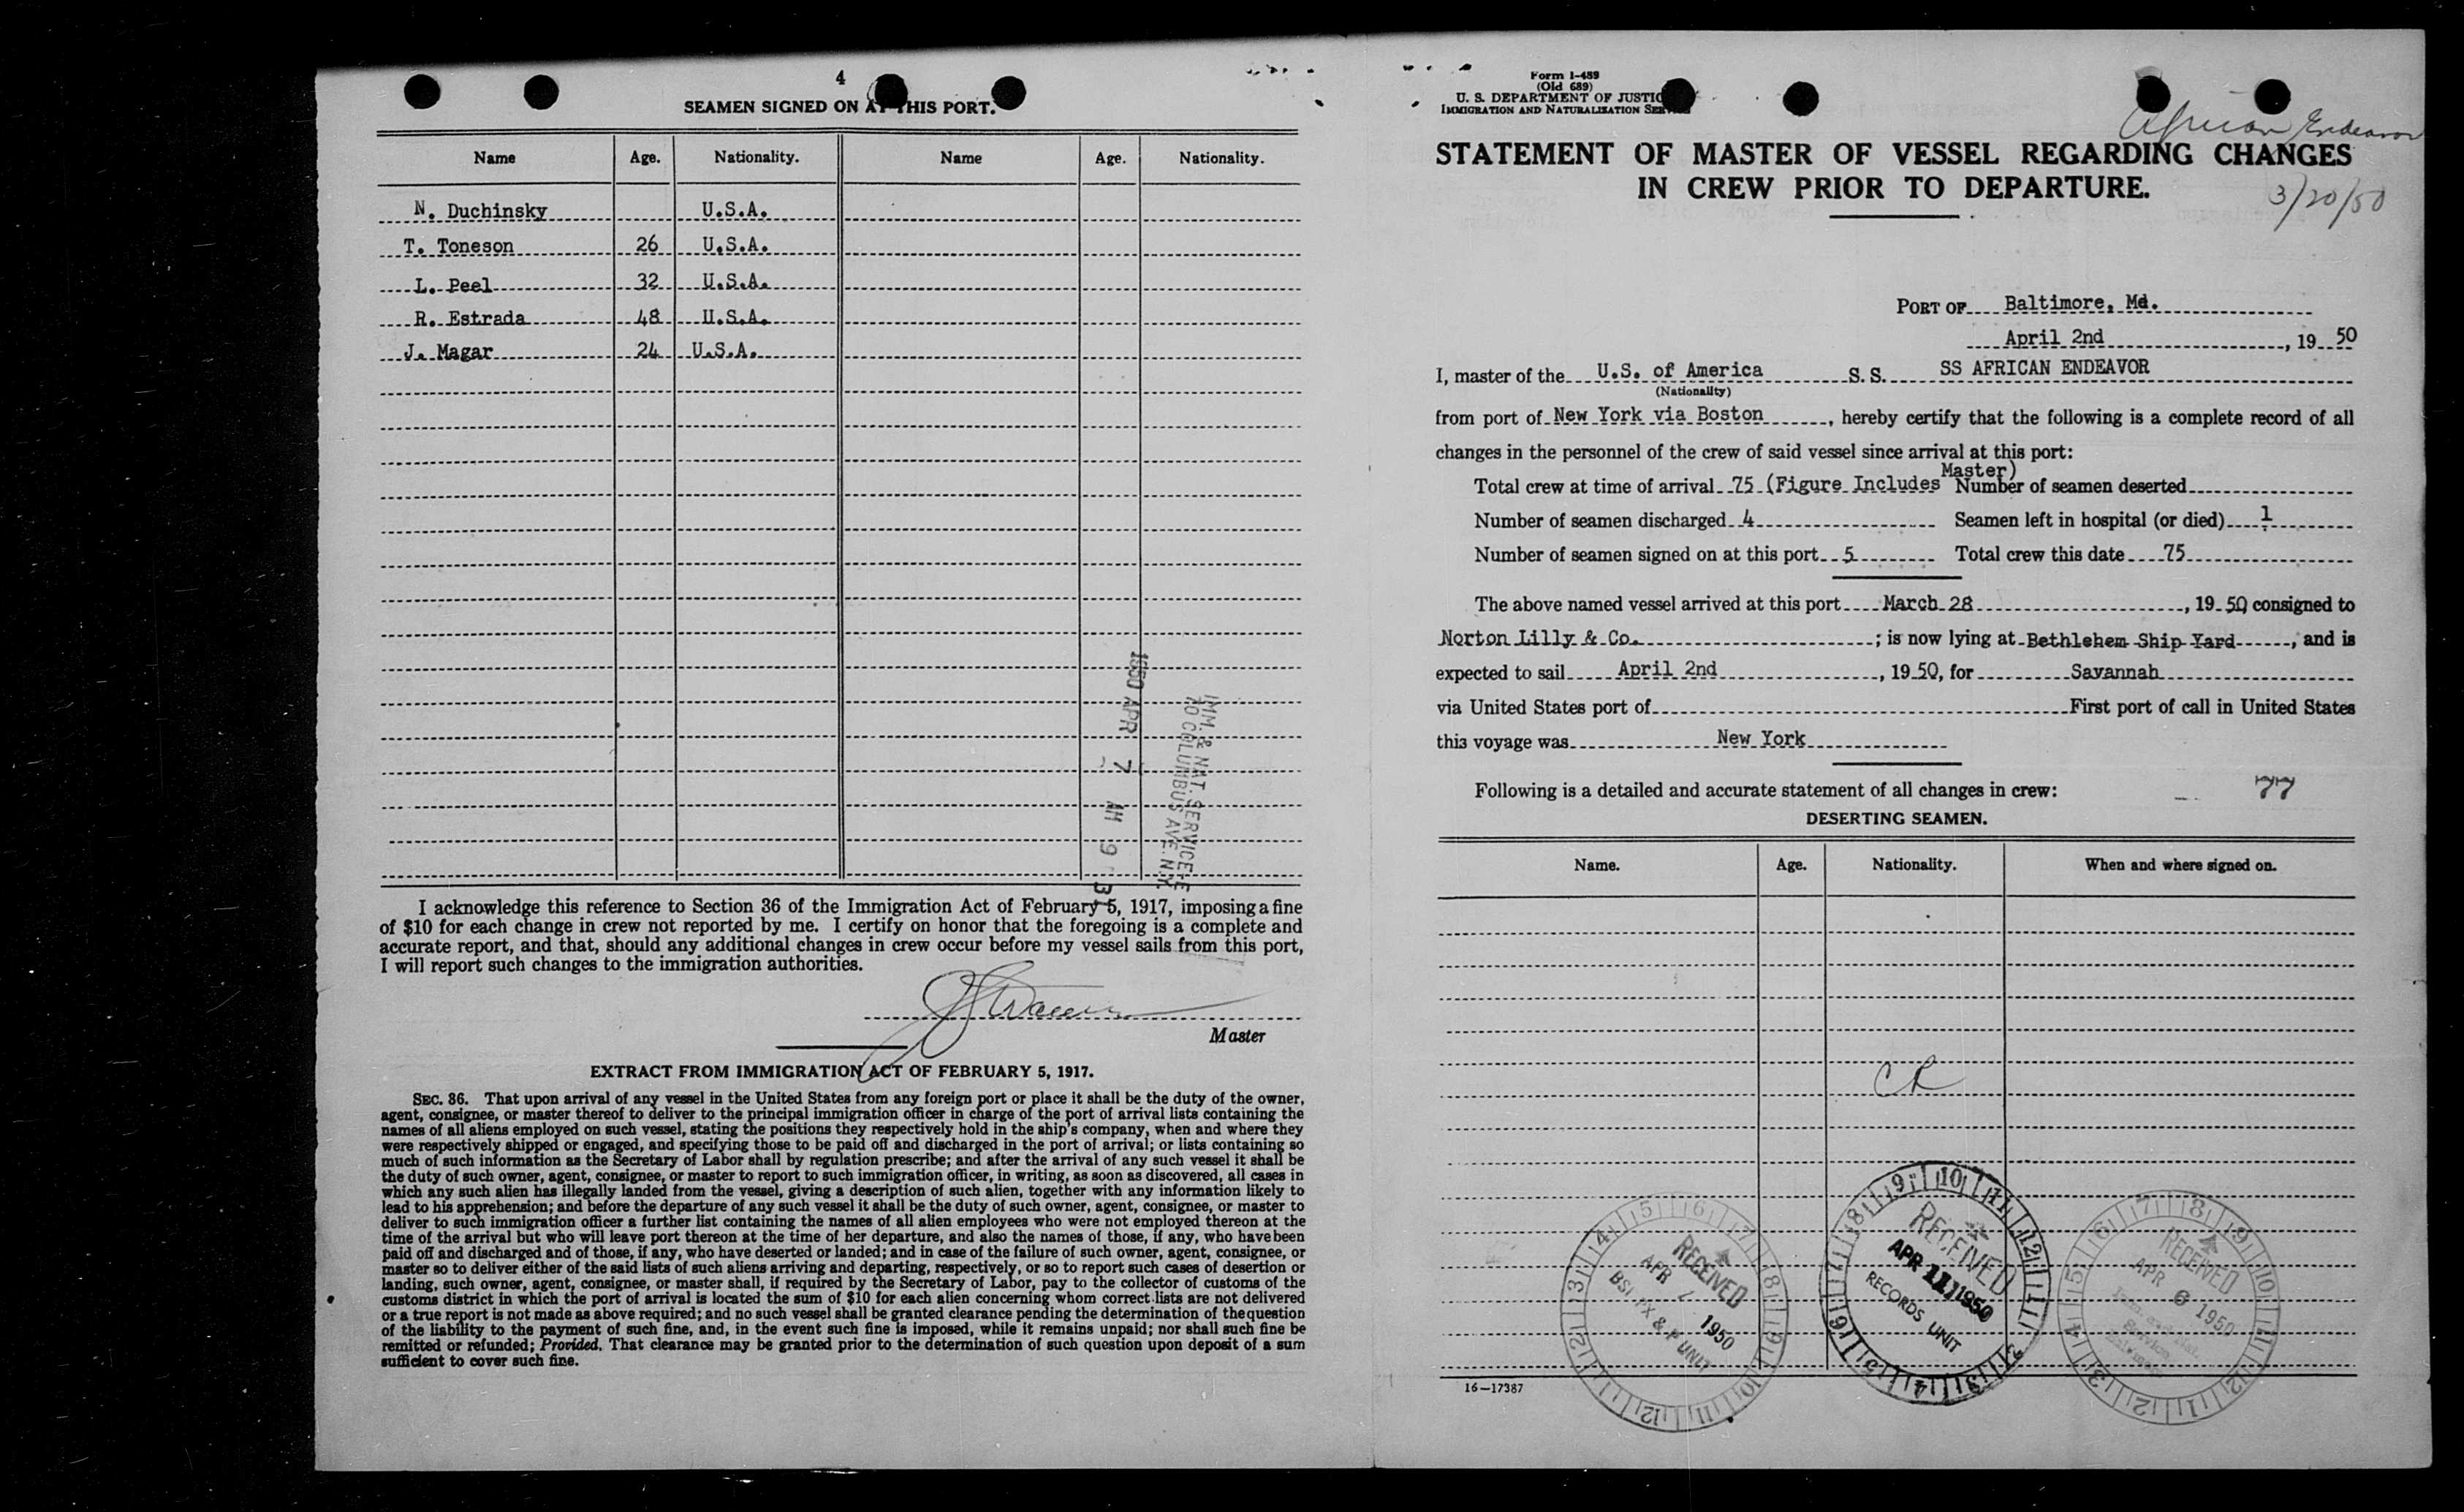 4
SEAMEN SIGNED ON AT THIS PORT.
Name Age. Nationality. Name Age. Nationality.
N. Duchinsky U.S.A.
T. Toneson 26 U.S.A.
L. Peel 32 U.S.A.
R. Estrada 48 U.S.A.
J. Magar 24 U.S.A.
1950 APR 7 AM 9
IMM. & NAT. SERVICE
70 COLUMBUS AVE. N.Y.
I acknowledge this reference to Section 36 of the Immigration Act of February 5, 1917, imposing a fine
of $10 for each change in crew not reported by me. I certify on honor that the foregoing is a complete and
accurate report, and that, should any additional changes in crew occur before my vessel sails from this port,
I will report such changes to the immigration authorities.
Master
EXTRACT FROM IMMIGRATION ACT OF FEBRUARY 5, 1917.
SEC. 36. That upon arrival of any vessel in the United States from any foreign port or place it shall be the duty of the owner,
agent, consignee, or master thereof to deliver to the principal immigration officer in charge of the port of arrival lists containing the
names of all aliens employed on such vessel, stating the positions they respectively hold in the ship's company, when and where they
were respectively shipped or engaged, and specifying those to be paid off and discharged in the port of arrival; or lists containing so
much of such information as the Secretary of Labor shall by regulation prescribe; and after the arrival of any such vessel it shall be
the duty of such owner, agent, consignee, or master to report to such immigration officer, in writing, as soon as discovered, all cases in
which any such alien has illegally landed from the vessel, giving a description of such alien, together with any information likely to
lead to his apprehension; and before the departure of any such vessel it shall be the duty of such owner, agent, consignee, or master to
deliver to such immigration officer a further list containing the names of all alien employees who were not employed thereon at the
time of the arrival but who will leave port thereon at the time of her departure, and also the names of those, if any, who have been
paid off and discharged and of those, if any, who have deserted or landed; and in case of the failure of such owner, agent, consignee, or
master so to deliver either of the said lists of such aliens arriving and departing, respectively, or so to report such cases of desertion or
landing, such owner, agent, consignee, or master shall, if required by the Secretary of Labor, pay to the collector of customs of the
customs district in which the port of arrival is located the sum of $10 for each alien concerning whom correct lists are not delivered
or a true report is not made as above required; and no such vessel shall be granted clearance pending the determination of the question
of the liability to the payment of such fine, and, in the event such fine is imposed, while it remains unpaid; nor shall such fine be
remitted or refunded; Provided, That clearance may be granted prior to the determination of such question upon deposit of a sum
sufficient to cover such fine.
Form I-489
(Old 689)
U. S. DEPARTMENT OF JUSTIC
IMMIGRATION AND NATURALIZATION SER
African Endeavor
STATEMENT OF MASTER OF VESSEL REGARDING CHANGES
IN CREW PRIOR TO DEPARTURE.
3/20/50
PORT OF Baltimore, Md.
April 2nd, 19 50
I, master of the U.S. of America S. S. SS AFRICAN ENDEAVOR
(Nationality)
from port of New York via Boston, hereby certify that the following is a complete record of all
changes in the personnel of the crew of said vessel since arrival at this port:
Master)
Total crew at time of arrival 75 (Figure Includes Number of seamen deserted
Number of seamen discharged 4 Seamen left in hospital (or died) 1
Number of seamen signed on at this port 5 Total crew this date 75
The above named vessel arrived at this port March 28, 19 50 consigned to
Norton Lilly & Co. ; is now lying at Bethlehem Ship Yard, and is
expected to sail April 2nd, 19 50, for Savannah
via United States port of First port of call in United States
this voyage was New York
Following is a detailed and accurate statement of all changes in crew: 77
DESERTING SEAMEN.
Name. Age. Nationality. When and where signed on.
CR
RECEIVED
APR 1950
RECEIVED
APR 11 1950
RECORDS UNIT
RECEIVED
APR 6 1950
16—17387